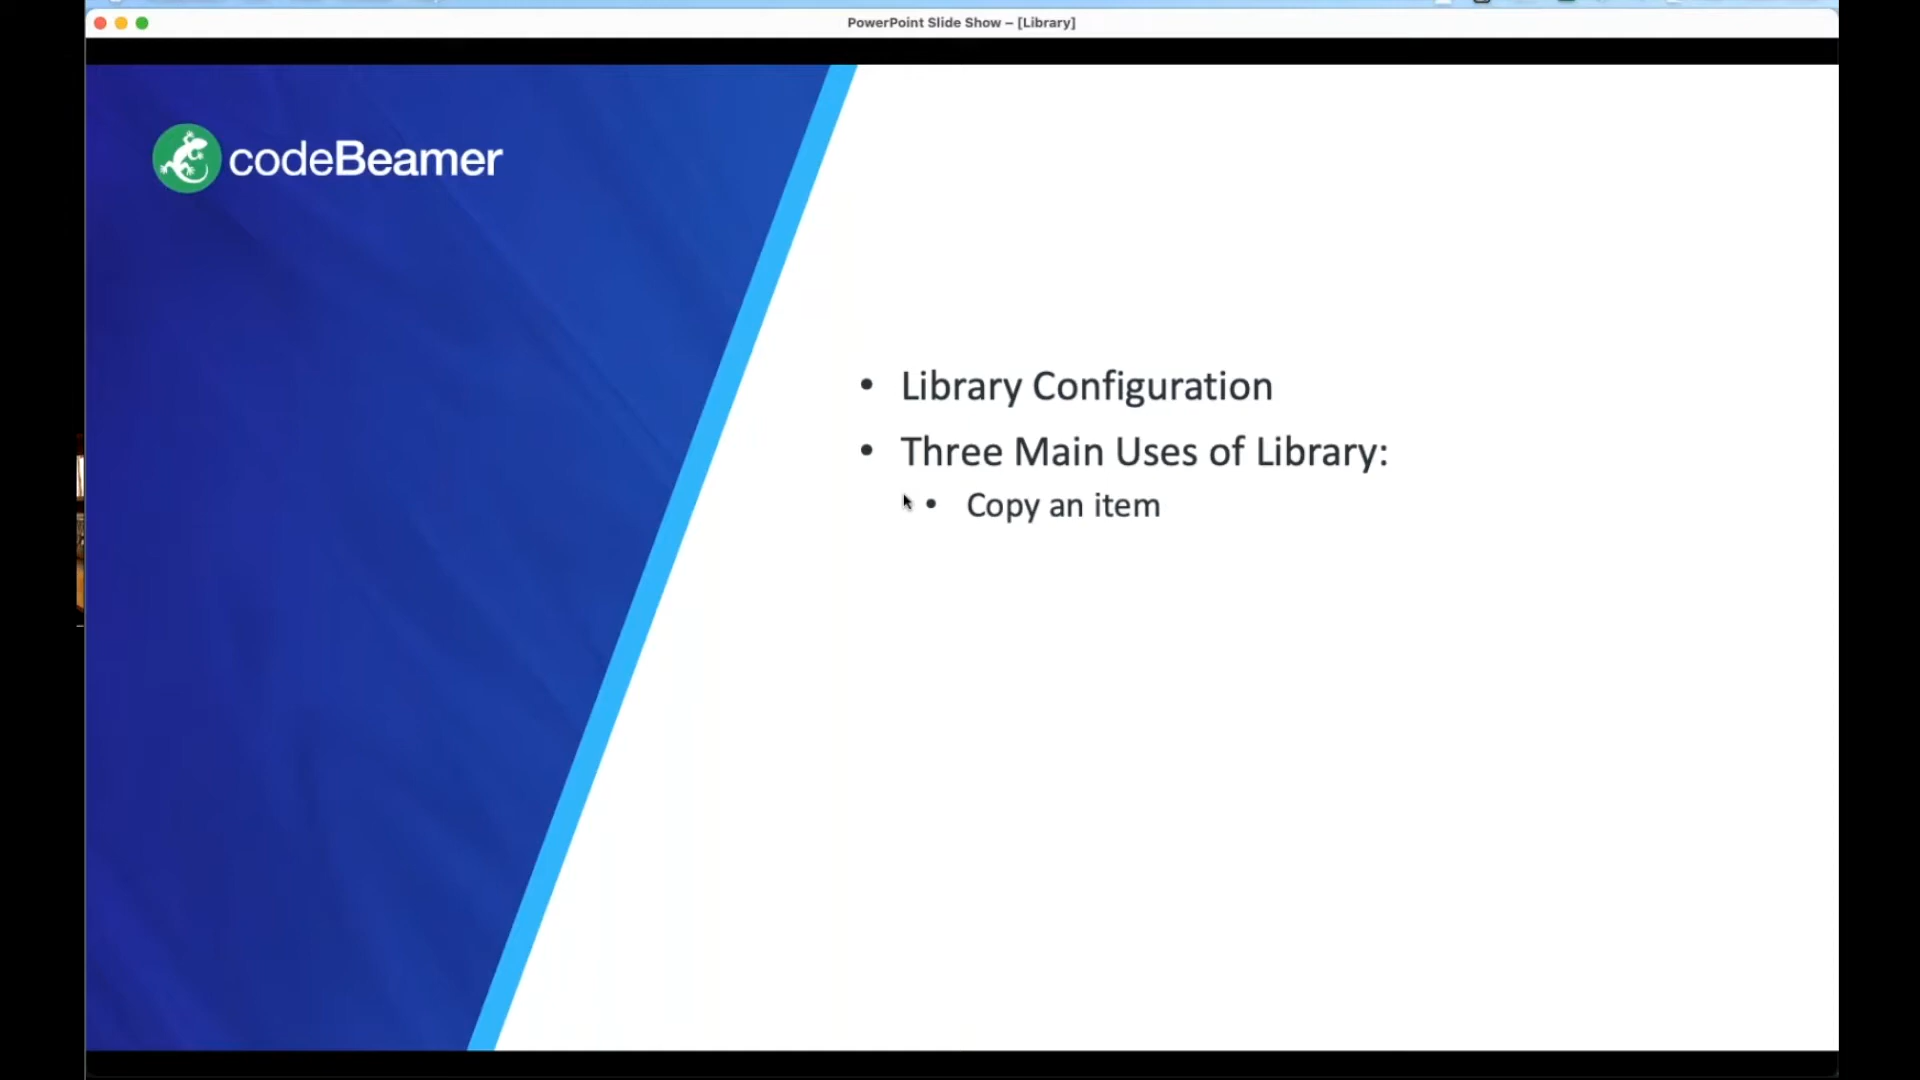 PowerPoint Slide Show – [Library]
codeBeamer
• Library Configuration
• Three Main Uses of Library:
• Copy an item